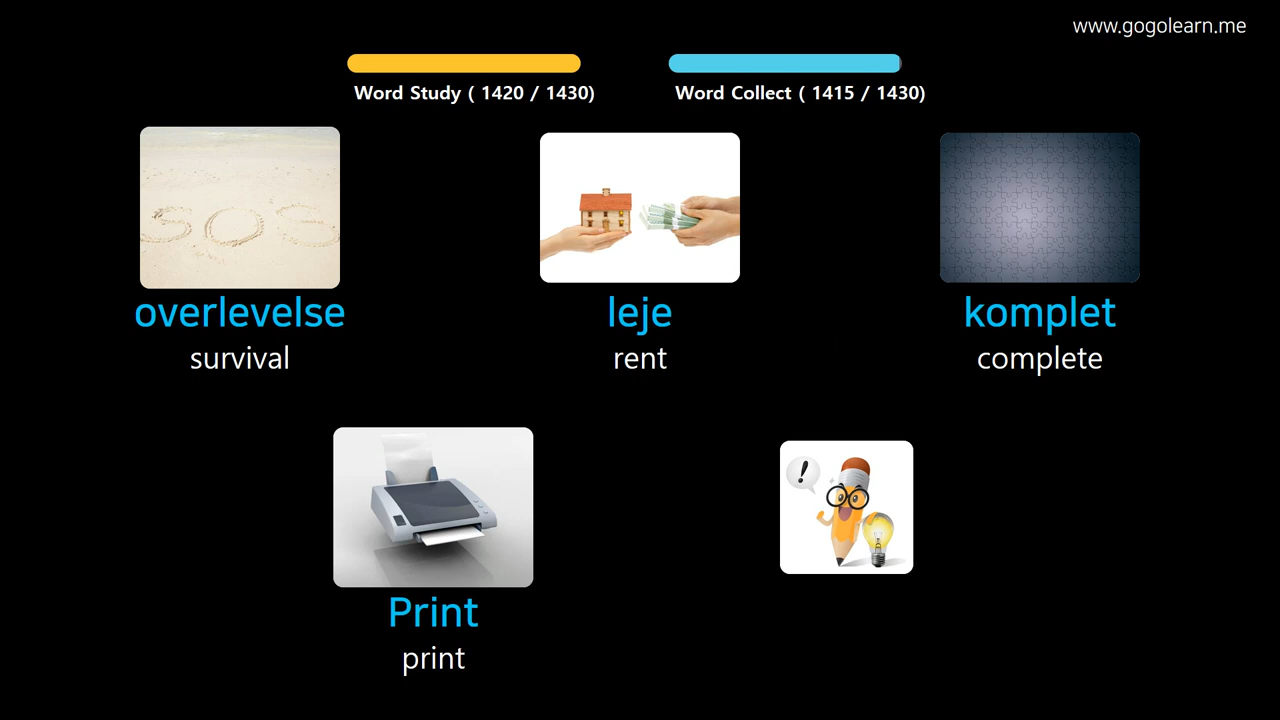 www.gogolearn.me
Word Study ( 1420 / 1430)
Word Collect ( 1415 / 1430)
SOS
overlevelse
survival
leje
rent
komplet
complete
Print
print
!